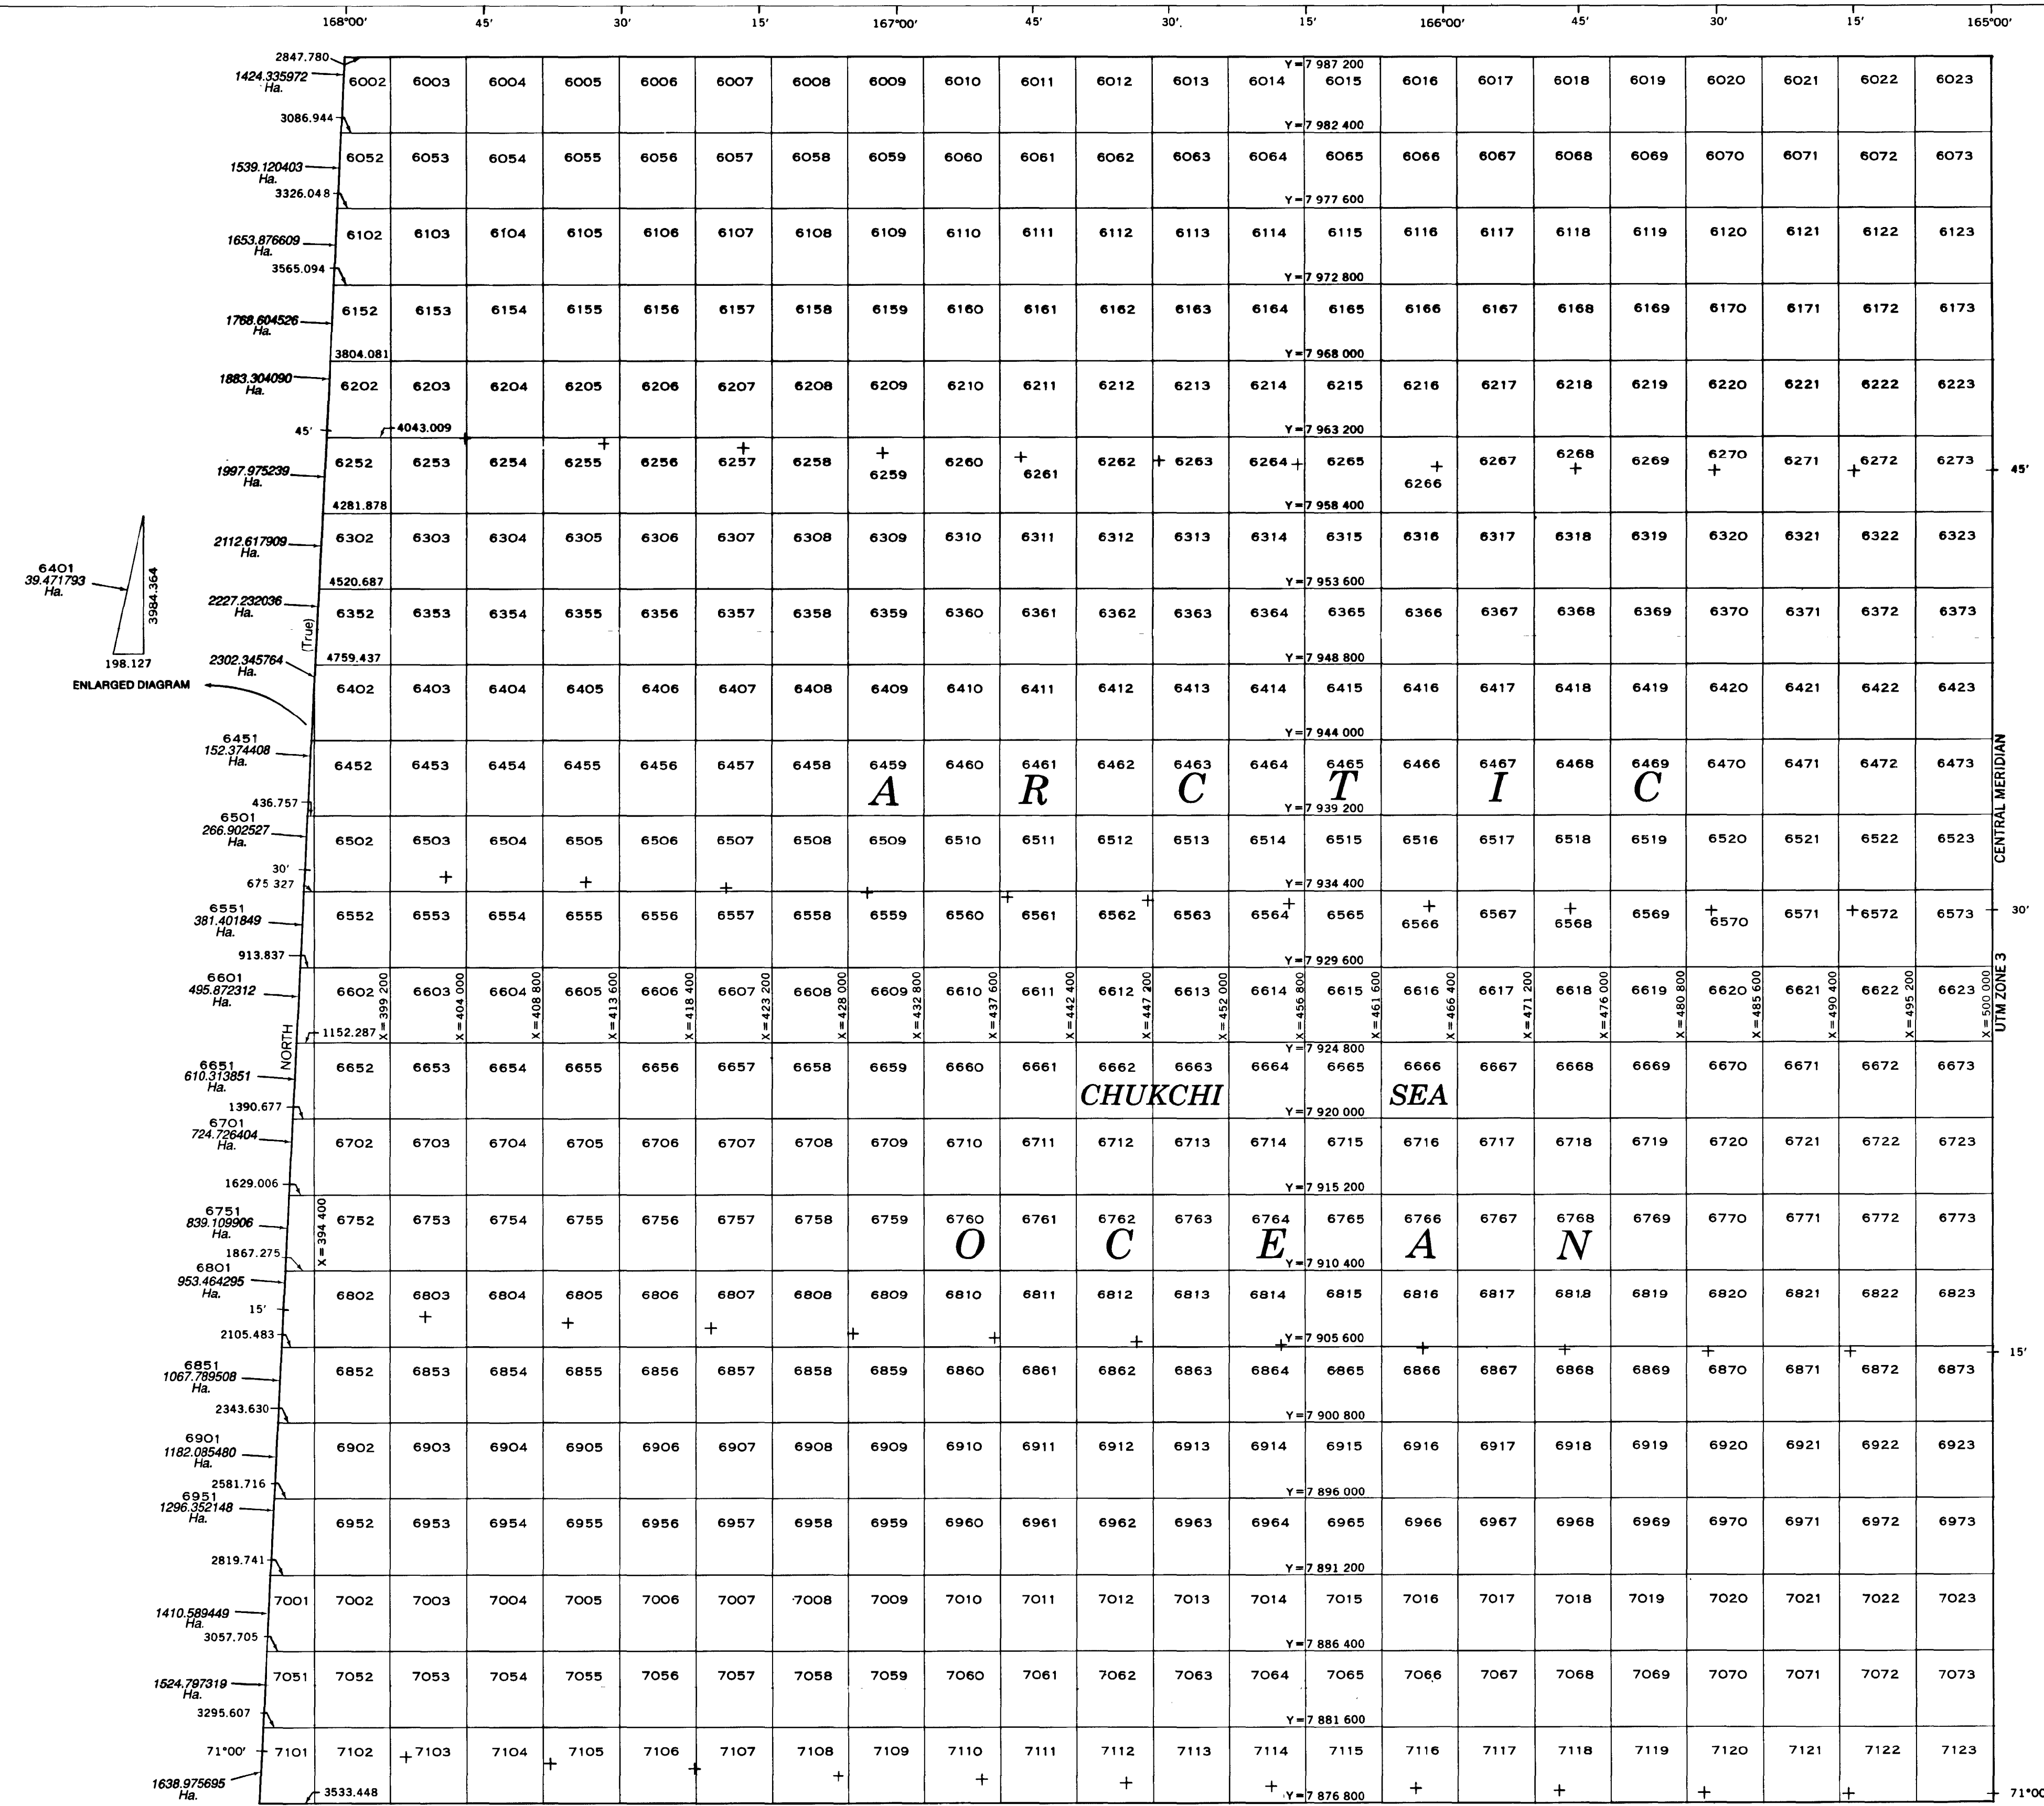 168°00' 45' 30' 15' 167°00' 45' 30'. 15' 166°00' 45' 30' 15' 165°00'
2847.780 Y=7 987 200
1424.335972
Ha.
6002 6003 6004 6005 6006 6007 6008 6009 6010 6011 6012 6013 6014 6015 6016 6017 6018 6019 6020 6021 6022 6023
3086.944 Y=7 982 400
1539.120403
Ha.
6052 6053 6054 6055 6056 6057 6058 6059 6060 6061 6062 6063 6064 6065 6066 6067 6068 6069 6070 6071 6072 6073
3326.048 Y=7 977 600
1653.876609
Ha.
6102 6103 6104 6105 6106 6107 6108 6109 6110 6111 6112 6113 6114 6115 6116 6117 6118 6119 6120 6121 6122 6123
3565.094 Y=7 972 800
1768.604526
Ha.
6152 6153 6154 6155 6156 6157 6158 6159 6160 6161 6162 6163 6164 6165 6166 6167 6168 6169 6170 6171 6172 6173
3804.081 Y=7 968 000
1883.304090
Ha.
6202 6203 6204 6205 6206 6207 6208 6209 6210 6211 6212 6213 6214 6215 6216 6217 6218 6219 6220 6221 6222 6223
45' 4043.009 Y=7 963 200
1997.975239
Ha.
6252 6253 6254 6255 6256 6257 6258 6259 6260 6261 6262 6263 6264 6265 6266 6267 6268 6269 6270 6271 6272 6273 45'
4281.878 Y=7 958 400
2112.617909
Ha.
6302 6303 6304 6305 6306 6307 6308 6309 6310 6311 6312 6313 6314 6315 6316 6317 6318 6319 6320 6321 6322 6323
6401
39.471793
Ha.
3984.364
198.127
ENLARGED DIAGRAM
4520.687 Y=7 953 600
2227.232036
Ha.
6352 6353 6354 6355 6356 6357 6358 6359 6360 6361 6362 6363 6364 6365 6366 6367 6368 6369 6370 6371 6372 6373
(True)
4759.437 Y=7 948 800
2302.345764
Ha.
6402 6403 6404 6405 6406 6407 6408 6409 6410 6411 6412 6413 6414 6415 6416 6417 6418 6419 6420 6421 6422 6423
Y=7 944 000
6451
152.374408
Ha.
6452 6453 6454 6455 6456 6457 6458 6459 6460 6461 6462 6463 6464 6465 6466 6467 6468 6469 6470 6471 6472 6473
ARCTIC
CENTRAL MERIDIAN
436.757 Y=7 939 200
6501
266.902527
Ha.
6502 6503 6504 6505 6506 6507 6508 6509 6510 6511 6512 6513 6514 6515 6516 6517 6518 6519 6520 6521 6522 6523
30'
675 327 Y=7 934 400
6551
381.401849
Ha.
6552 6553 6554 6555 6556 6557 6558 6559 6560 6561 6562 6563 6564 6565 6566 6567 6568 6569 6570 6571 6572 6573 30'
913.837 Y=7 929 600
6601
495.872312
Ha.
6602 6603 6604 6605 6606 6607 6608 6609 6610 6611 6612 6613 6614 6615 6616 6617 6618 6619 6620 6621 6622 6623
X=399 200 X=404 000 X=408 800 X=413 600 X=418 400 X=423 200 X=428 000 X=432 800 X=437 600 X=442 400 X=447 200 X=452 000 X=456 800 X=461 600 X=466 400 X=471 200 X=476 000 X=480 800 X=485 600 X=490 400 X=495 200 X=500 000
UTM ZONE 3
1152.287 Y=7 924 800
NORTH
6651
610.313851
Ha.
6652 6653 6654 6655 6656 6657 6658 6659 6660 6661 6662 6663 6664 6665 6666 6667 6668 6669 6670 6671 6672 6673
CHUKCHI SEA
1390.677 Y=7 920 000
6701
724.726404
Ha.
6702 6703 6704 6705 6706 6707 6708 6709 6710 6711 6712 6713 6714 6715 6716 6717 6718 6719 6720 6721 6722 6723
1629.006 Y=7 915 200
6751
839.109906
X=394 400
6752 6753 6754 6755 6756 6757 6758 6759 6760 6761 6762 6763 6764 6765 6766 6767 6768 6769 6770 6771 6772 6773
OCEAN
1867.275 Y=7 910 400
6801
953.464295
Ha.
6802 6803 6804 6805 6806 6807 6808 6809 6810 6811 6812 6813 6814 6815 6816 6817 6818 6819 6820 6821 6822 6823
15'
2105.483 Y=7 905 600
15'
6851
1067.789508
Ha.
6852 6853 6854 6855 6856 6857 6858 6859 6860 6861 6862 6863 6864 6865 6866 6867 6868 6869 6870 6871 6872 6873
2343.630 Y=7 900 800
6901
1182.085480
Ha.
6902 6903 6904 6905 6906 6907 6908 6909 6910 6911 6912 6913 6914 6915 6916 6917 6918 6919 6920 6921 6922 6923
2581.716 Y=7 896 000
6951
1296.352148
Ha.
6952 6953 6954 6955 6956 6957 6958 6959 6960 6961 6962 6963 6964 6965 6966 6967 6968 6969 6970 6971 6972 6973
2819.741 Y=7 891 200
7001 7002 7003 7004 7005 7006 7007 7008 7009 7010 7011 7012 7013 7014 7015 7016 7017 7018 7019 7020 7021 7022 7023
1410.589449
Ha.
3057.705 Y=7 886 400
7051 7052 7053 7054 7055 7056 7057 7058 7059 7060 7061 7062 7063 7064 7065 7066 7067 7068 7069 7070 7071 7072 7073
1524.797319
Ha.
3295.607 Y=7 881 600
71°00' 7101 7102 7103 7104 7105 7106 7107 7108 7109 7110 7111 7112 7113 7114 7115 7116 7117 7118 7119 7120 7121 7122 7123
1638.975695
Ha.
3533.448 Y=7 876 800 71°00